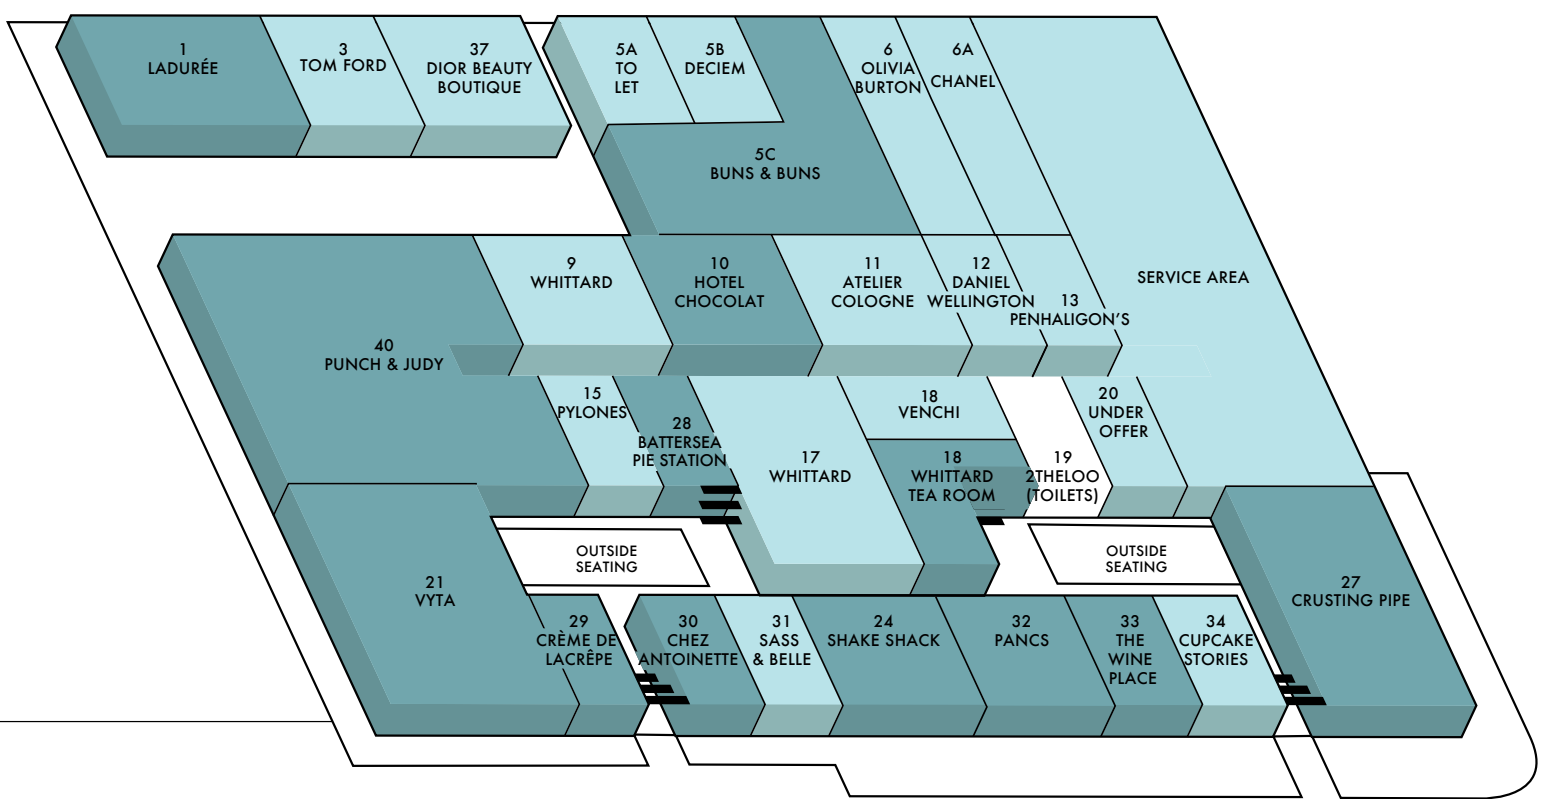 1
LADURÉE
3
TOM FORD
37
DIOR BEAUTY
BOUTIQUE
5A
TO
LET
5B
DECIEM
6
OLIVIA
BURTON
6A
CHANEL
5C
BUNS & BUNS
SERVICE AREA
40
PUNCH & JUDY
9
WHITTARD
10
HOTEL
CHOCOLAT
11
ATELIER
COLOGNE
12
DANIEL
WELLINGTON
13
PENHALIGON'S
15
PYLONES
28
BATTERSEA
PIE STATION
17
WHITTARD
18
VENCHI
18
WHITTARD
TEA ROOM
19
2THELOO
(TOILETS)
20
UNDER
OFFER
OUTSIDE
SEATING
OUTSIDE
SEATING
21
VYTA
27
CRUSTING PIPE
29
CRÈME DE
LACRÊPE
30
CHEZ
ANTOINETTE
31
SASS
& BELLE
24
SHAKE SHACK
32
PANCS
33
THE
WINE
PLACE
34
CUPCAKE
STORIES